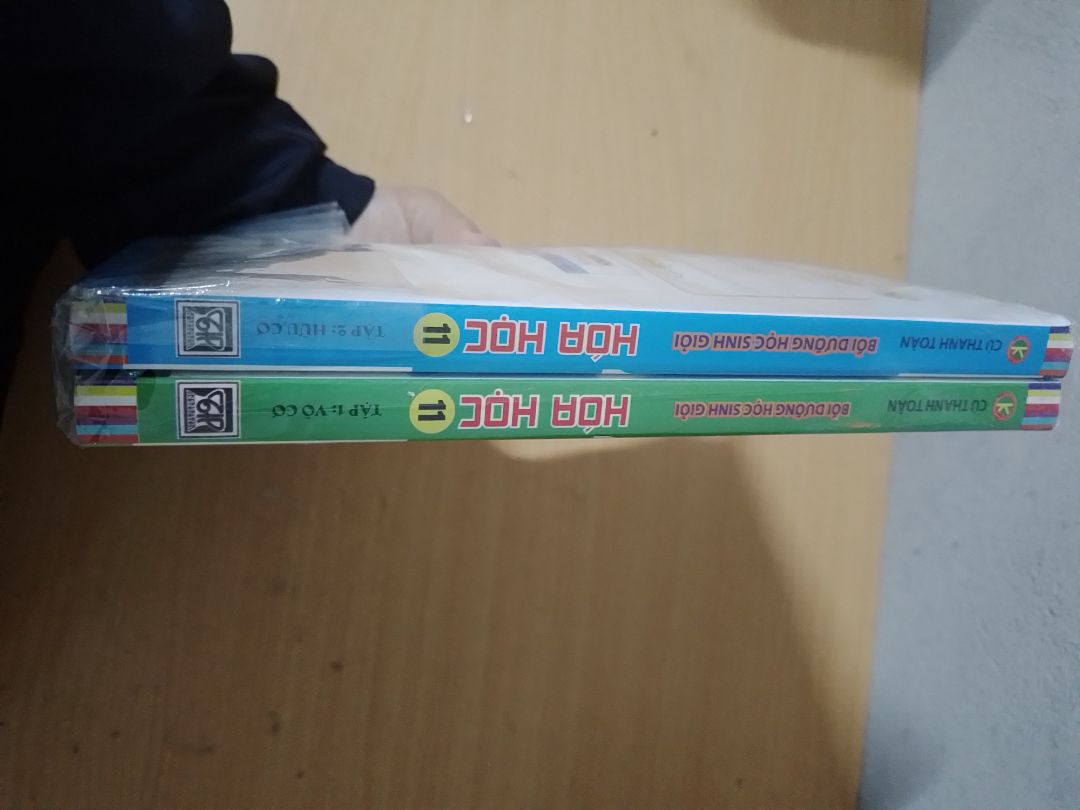 CÙ THANH TOÀN BỒI DƯỠNG HỌC SINH GIỎI HÓA HỌC 11 TẬP 1: VÔ CƠ
CÙ THANH TOÀN BỒI DƯỠNG HỌC SINH GIỎI HÓA HỌC 11 TẬP 2: HỮU CƠ